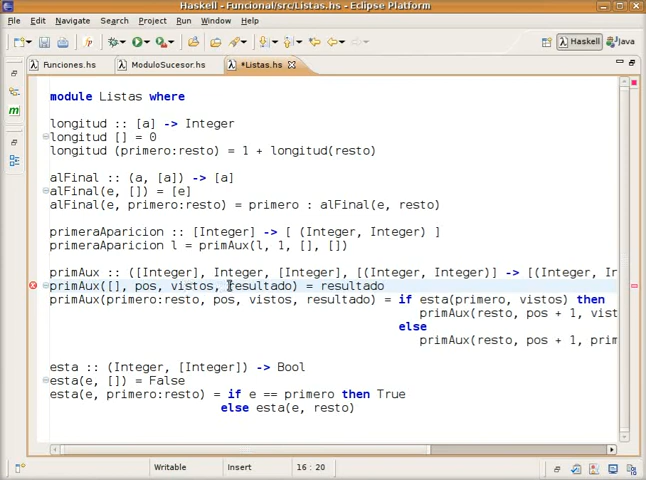 Haskell - Funcional/src/Listas.hs - Eclipse Platform
File Edit Navigate Search Project Run Window Help
Haskell Java
Funciones.hs ModuloSucesor.hs *Listas.hs
module Listas where
longitud :: [a] -> Integer
longitud [] = 0
longitud (primero:resto) = 1 + longitud(resto)
alFinal :: (a, [a]) -> [a]
alFinal(e, []) = [e]
alFinal(e, primero:resto) = primero : alFinal(e, resto)
primeraAparicion :: [Integer] -> [ (Integer, Integer) ]
primeraAparicion l = primAux(l, 1, [], [])
primAux :: ([Integer], Integer, [Integer], [(Integer, Integer)] -> [(Integer, In
primAux([], pos, vistos, resultado) = resultado
primAux(primero:resto, pos, vistos, resultado) = if esta(primero, vistos) then
primAux(resto, pos + 1, vist
else
primAux(resto, pos + 1, prim
esta :: (Integer, [Integer]) -> Bool
esta(e, []) = False
esta(e, primero:resto) = if e == primero then True
else esta(e, resto)
Writable Insert 16 : 20